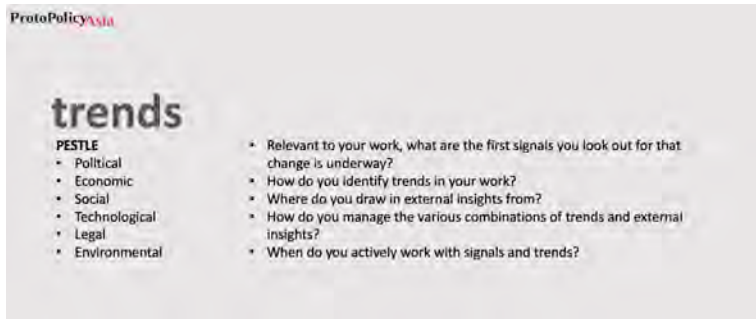 ProtoPolicyAsia
trends
PESTLE
• Political
• Economic
• Social
• Technological
• Legal
• Environmental
• Relevant to your work, what are the first signals you look out for that
change is underway?
• How do you identify trends in your work?
• Where do you draw in external insights from?
• How do you manage the various combinations of trends and external
insights?
• When do you actively work with signals and trends?